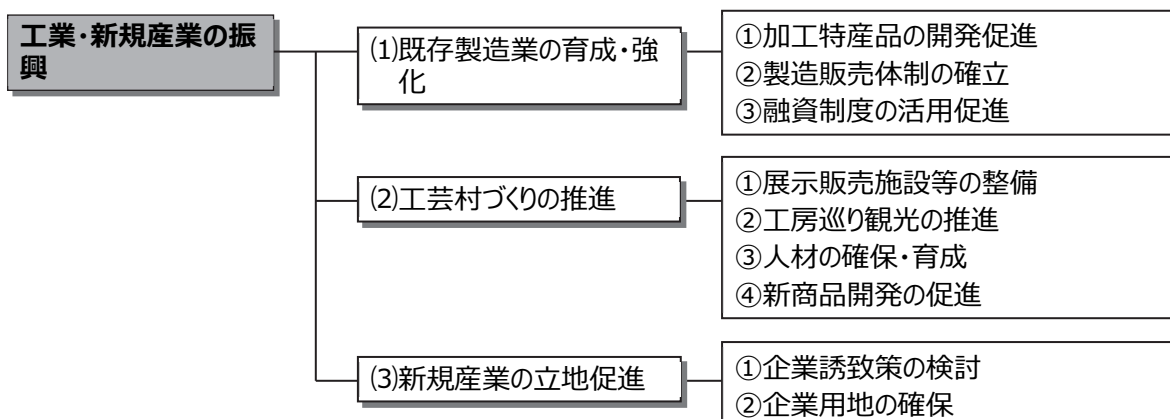 工業・新規産業の振
興
⑴既存製造業の育成・強
化
①加工特産品の開発促進
②製造販売体制の確立
③融資制度の活用促進
⑵工芸村づくりの推進
①展示販売施設等の整備
②工房巡り観光の推進
③人材の確保・育成
④新商品開発の促進
⑶新規産業の立地促進
①企業誘致策の検討
②企業用地の確保